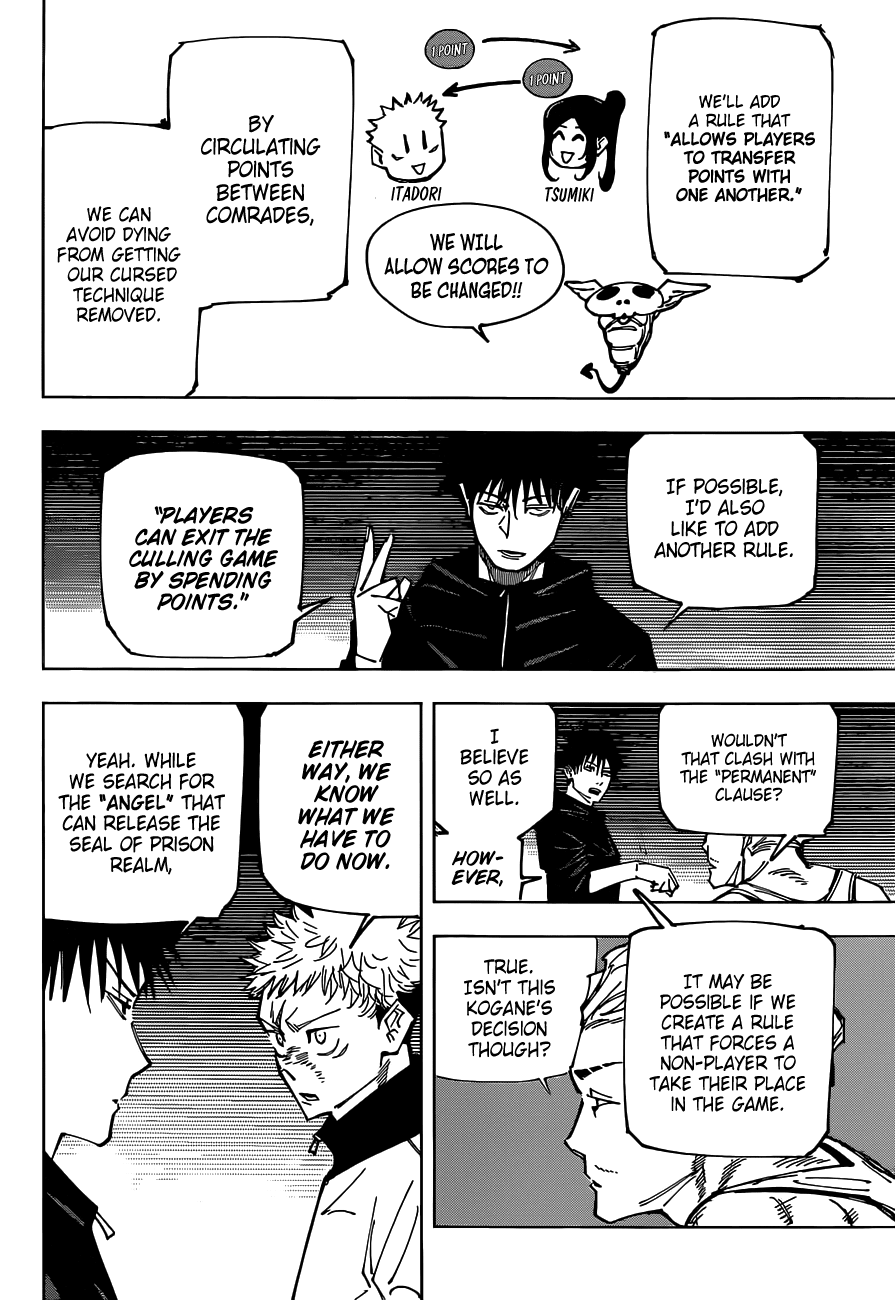 WE'LL ADD
A RULE THAT
"ALLOWS PLAYERS
TO TRANSFER
POINTS WITH
ONE ANOTHER."
1 POINT
1 POINT
ITADORI
TSUMIKI
WE WILL
ALLOW SCORES TO
BE CHANGED!!
BY
CIRCULATING
POINTS
BETWEEN
COMRADES,
WE CAN
AVOID DYING
FROM GETTING
OUR CURSED
TECHNIQUE
REMOVED.
IF POSSIBLE,
I'D ALSO
LIKE TO ADD
ANOTHER RULE.
"PLAYERS
CAN EXIT THE
CULLING GAME
BY SPENDING
POINTS."
WOULDN'T
THAT CLASH WITH
THE "PERMANENT"
CLAUSE?
I
BELIEVE
SO AS
WELL.
HOW-
EVER,
IT MAY BE
POSSIBLE IF WE
CREATE A RULE
THAT FORCES A
NON-PLAYER TO
TAKE THEIR PLACE
IN THE GAME.
TRUE.
ISN'T THIS
KOGANE'S
DECISION
THOUGH?
EITHER
WAY, WE
KNOW
WHAT WE
HAVE TO
DO NOW.
YEAH. WHILE
WE SEARCH FOR
THE "ANGEL" THAT
CAN RELEASE THE
SEAL OF PRISON
REALM,